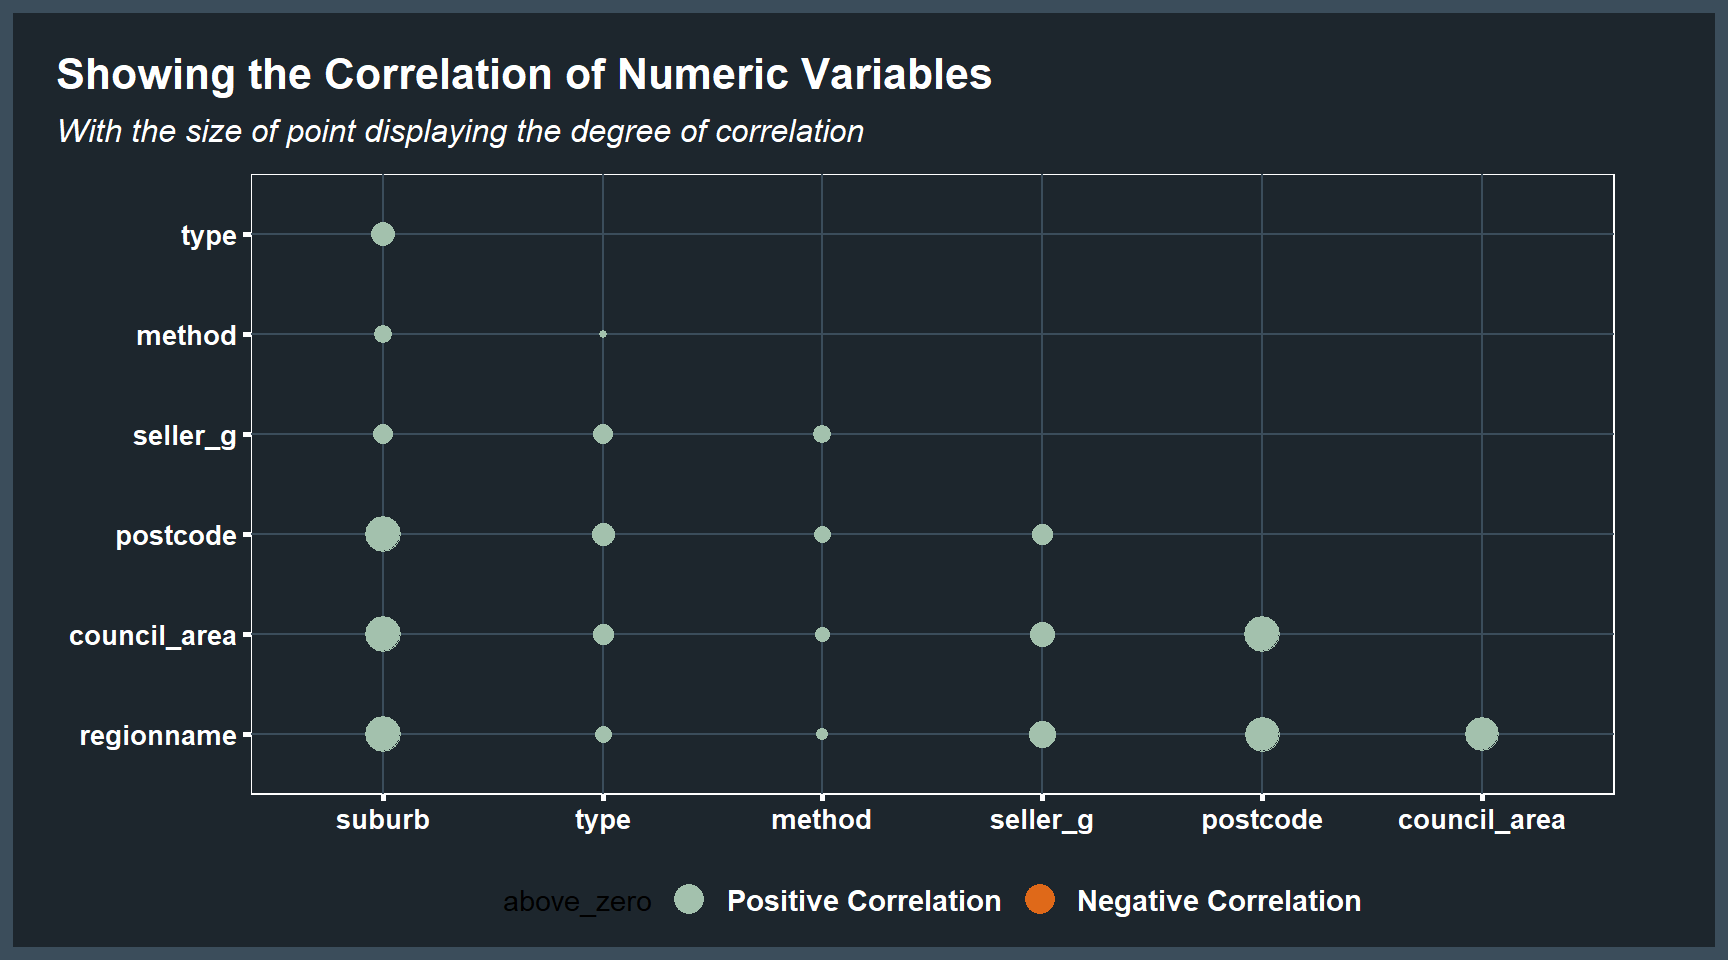 Showing the Correlation of Numeric Variables
With the size of point displaying the degree of correlation
type
method
seller_g
postcode
council_area
regionname
suburb type method seller_g postcode council_area
above_zero Positive Correlation Negative Correlation